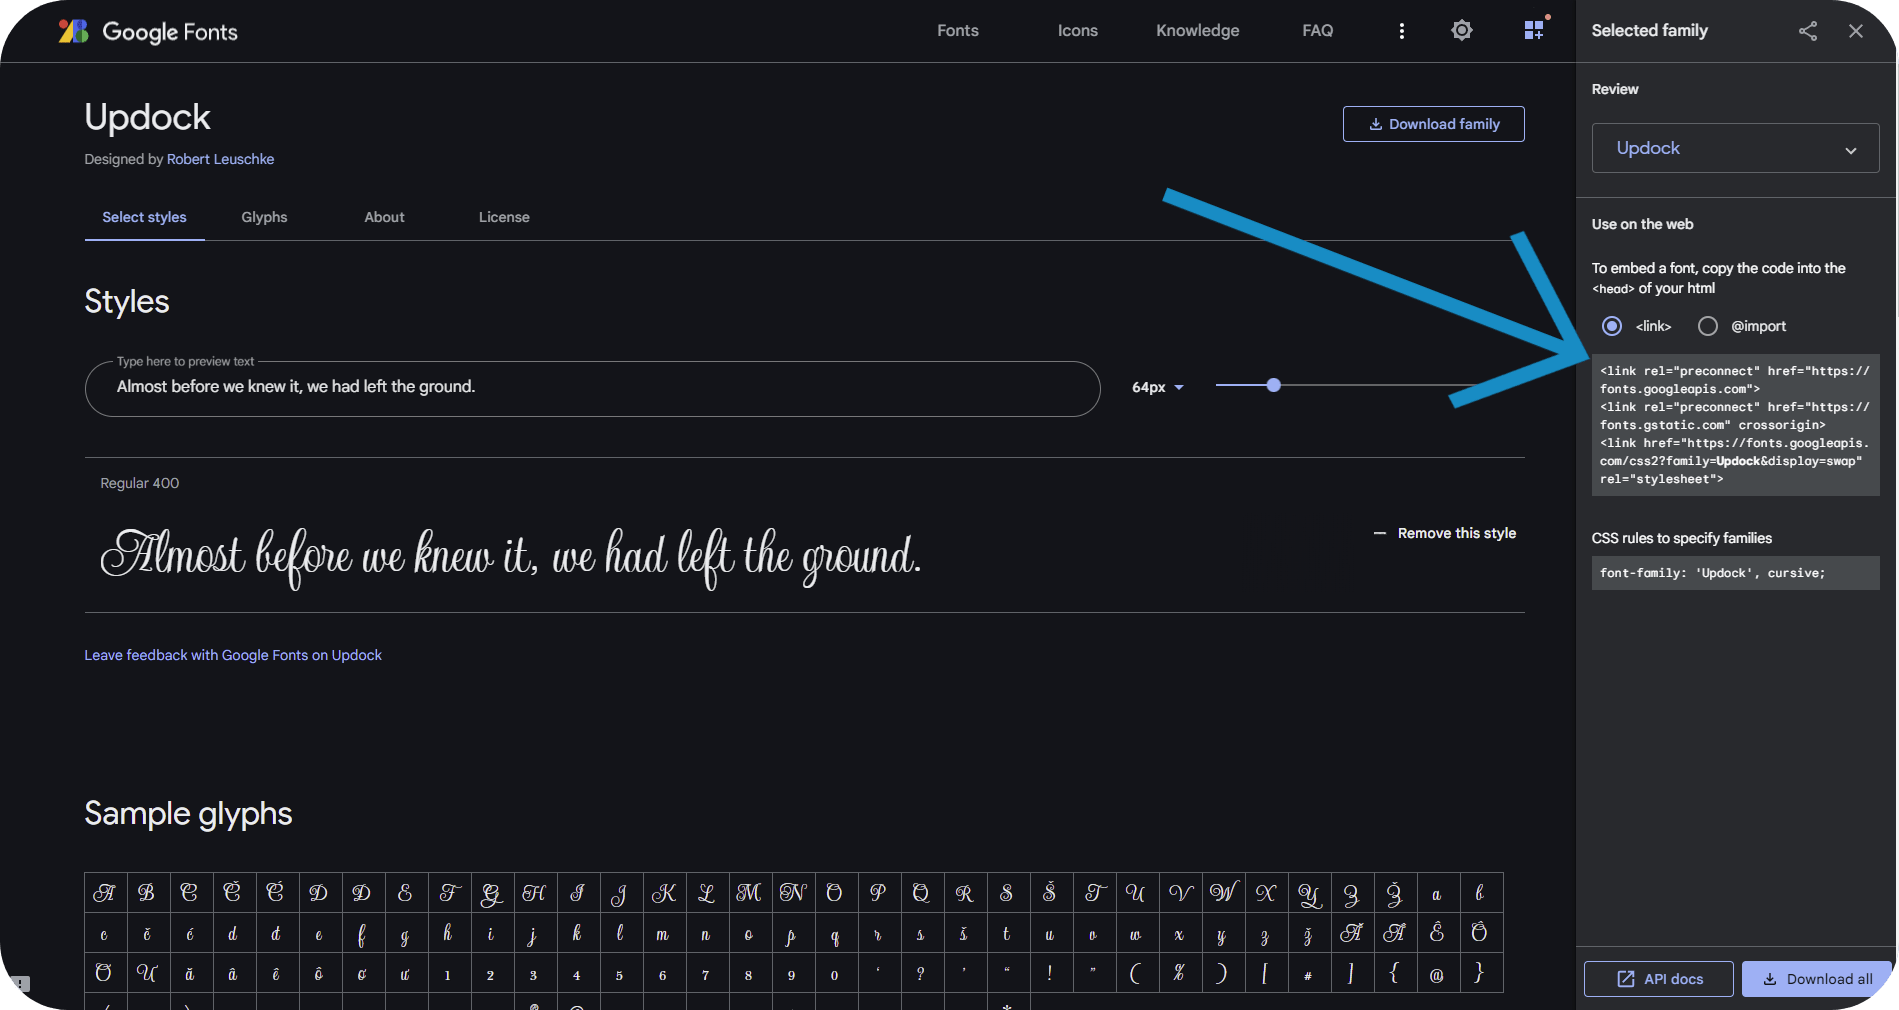 Google Fonts
Fonts
Icons
Knowledge
FAQ
Selected family
Updock
Designed by Robert Leuschke
Download family
Select styles
Glyphs
About
License
Styles
Type here to preview text
Almost before we knew it, we had left the ground.
64px
Regular 400
Almost before we knew it, we had left the ground.
Remove this style
Leave feedback with Google Fonts on Updock
Sample glyphs
A B C Č Ć D Đ E F G H I J K L M N O P Q R S Š T U V W X Y Z Ž a b
c č ć d đ e f g h i j k l m n o p q r s š t u v w x y z ž Ă Â Ê Ô
Ơ Ư ă â ê ô ơ ư 1 2 3 4 5 6 7 8 9 0 ‘ ? ’ “ ! ” ( % ) [ # ] { @ }
Review
Updock
Use on the web
To embed a font, copy the code into the
<head> of your html
<link>
@import
<link rel="preconnect" href="https://
fonts.googleapis.com">
<link rel="preconnect" href="https://
fonts.gstatic.com" crossorigin>
<link href="https://fonts.googleapis.
com/css2?family=Updock&display=swap"
rel="stylesheet">
CSS rules to specify families
font-family: 'Updock', cursive;
API docs
Download all